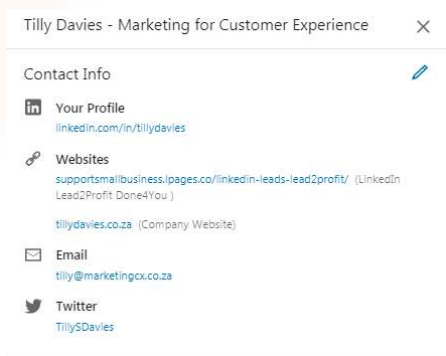 Tilly Davies - Marketing for Customer Experience
Contact Info
Your Profile
linkedin.com/in/tillydavies
Websites
supportsmallbusiness.lpages.co/linkedin-leads-lead2profit/ (LinkedIn
Lead2Profit Done4You )
tillydavies.co.za (Company Website)
Email
tilly@marketingcx.co.za
Twitter
TillySDavies